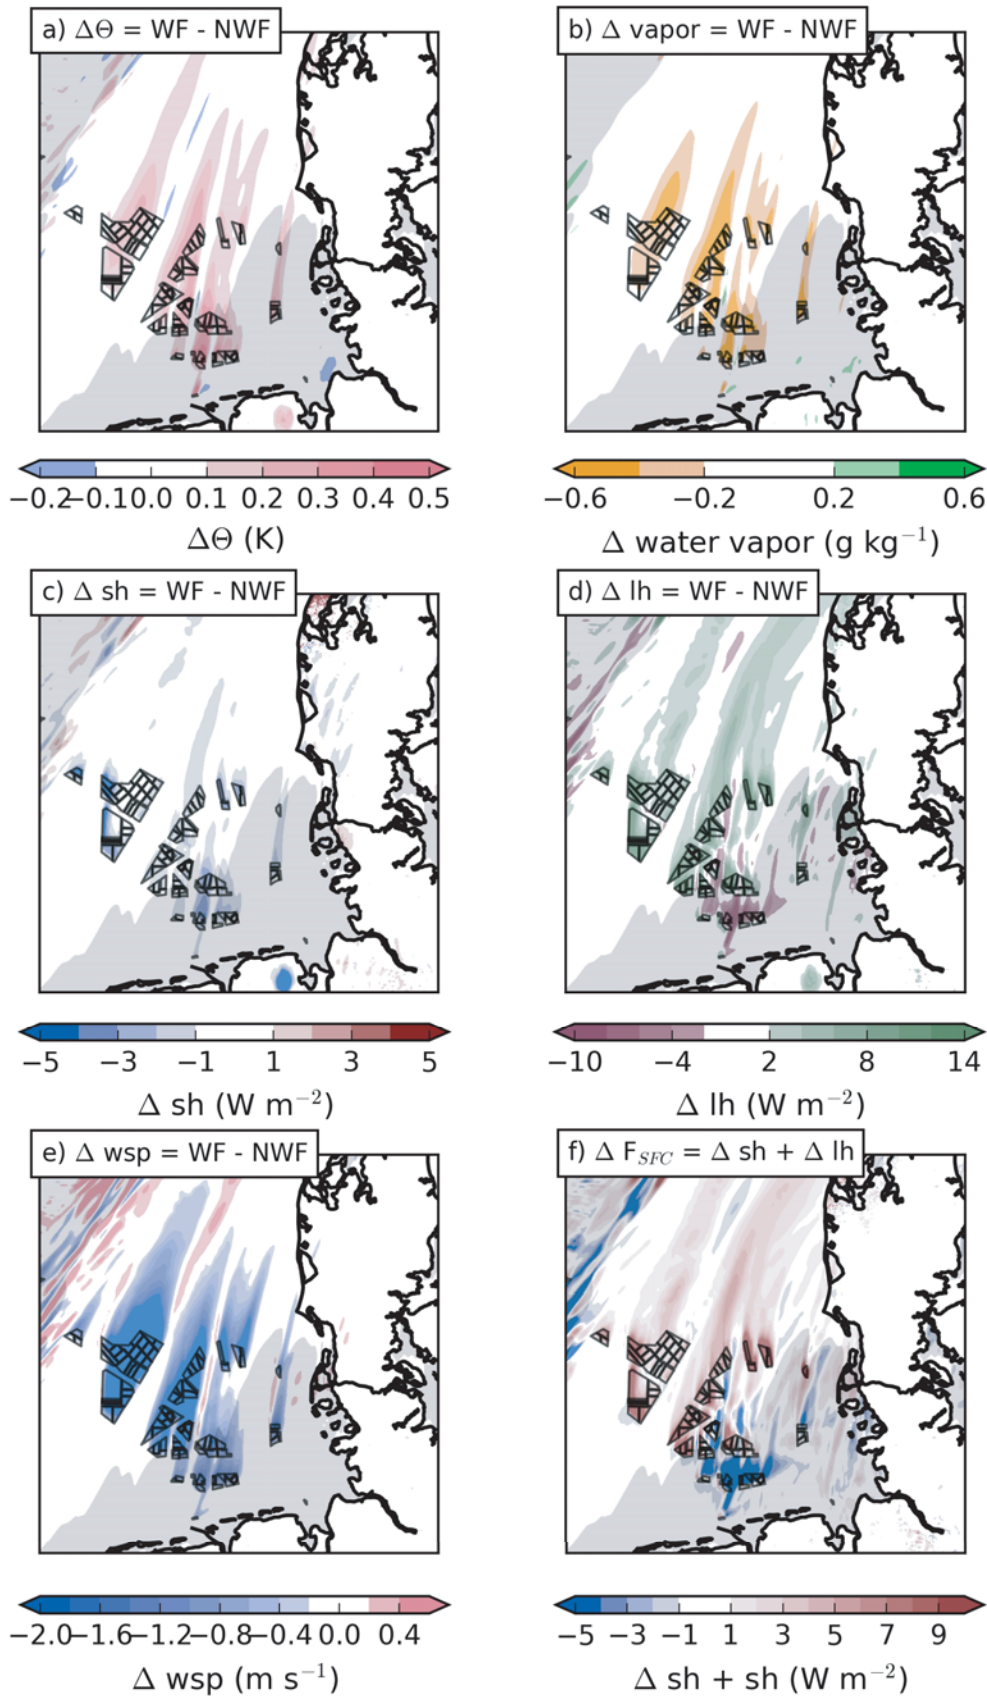 a) ΔΘ = WF - NWF
b) Δ vapor = WF - NWF
−0.2 −0.1 0.0 0.1 0.2 0.3 0.4 0.5
−0.6 −0.2 0.2 0.6
ΔΘ (K)
Δ water vapor (g kg⁻¹)
c) Δ sh = WF - NWF
d) Δ lh = WF - NWF
−5 −3 −1 1 3 5
−10 −4 2 8 14
Δ sh (W m⁻²)
Δ lh (W m⁻²)
e) Δ wsp = WF - NWF
f) Δ F_SFC = Δ sh + Δ lh
−2.0 −1.6 −1.2 −0.8 −0.4 0.0 0.4
−5 −3 −1 1 3 5 7 9
Δ wsp (m s⁻¹)
Δ sh + sh (W m⁻²)